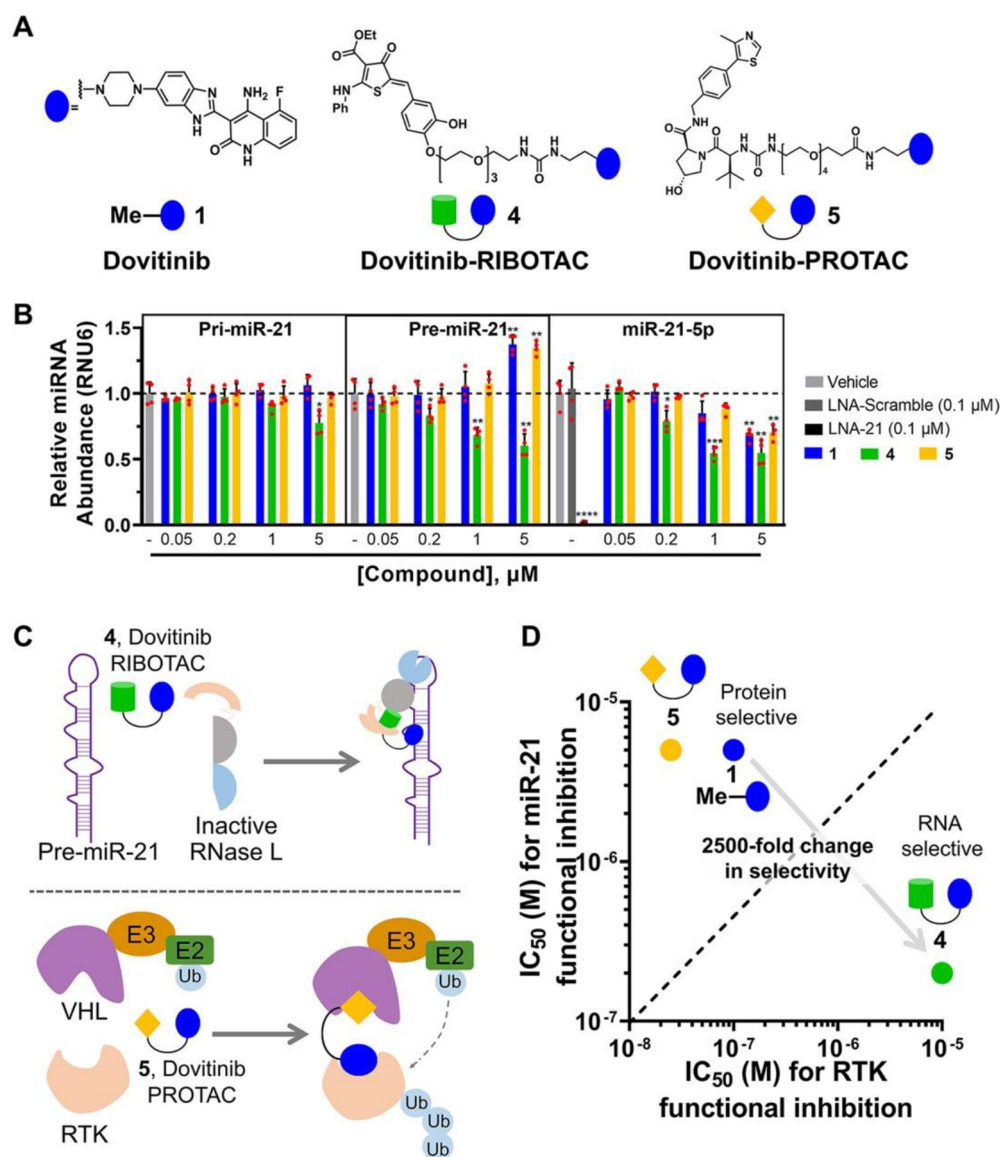 A
OEt
O
O
NH
Ph
S
OH
O
O
3
H
N
H
N
O
N
N
N
N
H
NH2
F
O
N
H
=
N
S
NH
O
N
O
HO
H
N
H
N
O
O
4
O
N
H
Me 1
4
5
Dovitinib
Dovitinib-RIBOTAC
Dovitinib-PROTAC
B
Relative miRNA
Abundance (RNU6)
1.5
1.0
0.5
0.0
Pri-miR-21
Pre-miR-21
miR-21-5p
*
*
**
**
**
**
****
*
***
**
**
**
- 0.05 0.2 1 5 - 0.05 0.2 1 5 - 0.05 0.2 1 5
[Compound], µM
Vehicle
LNA-Scramble (0.1 µM)
LNA-21 (0.1 µM)
1 4 5
C
4, Dovitinib
RIBOTAC
Pre-miR-21
Inactive
RNase L
VHL
E3
E2
Ub
5, Dovitinib
PROTAC
RTK
E3
E2
Ub
Ub
Ub
Ub
D
IC50 (M) for miR-21
functional inhibition
10-5
10-6
10-7
5
Protein
selective
1
Me
2500-fold change
in selectivity
RNA
selective
4
10-8 10-7 10-6 10-5
IC50 (M) for RTK
functional inhibition